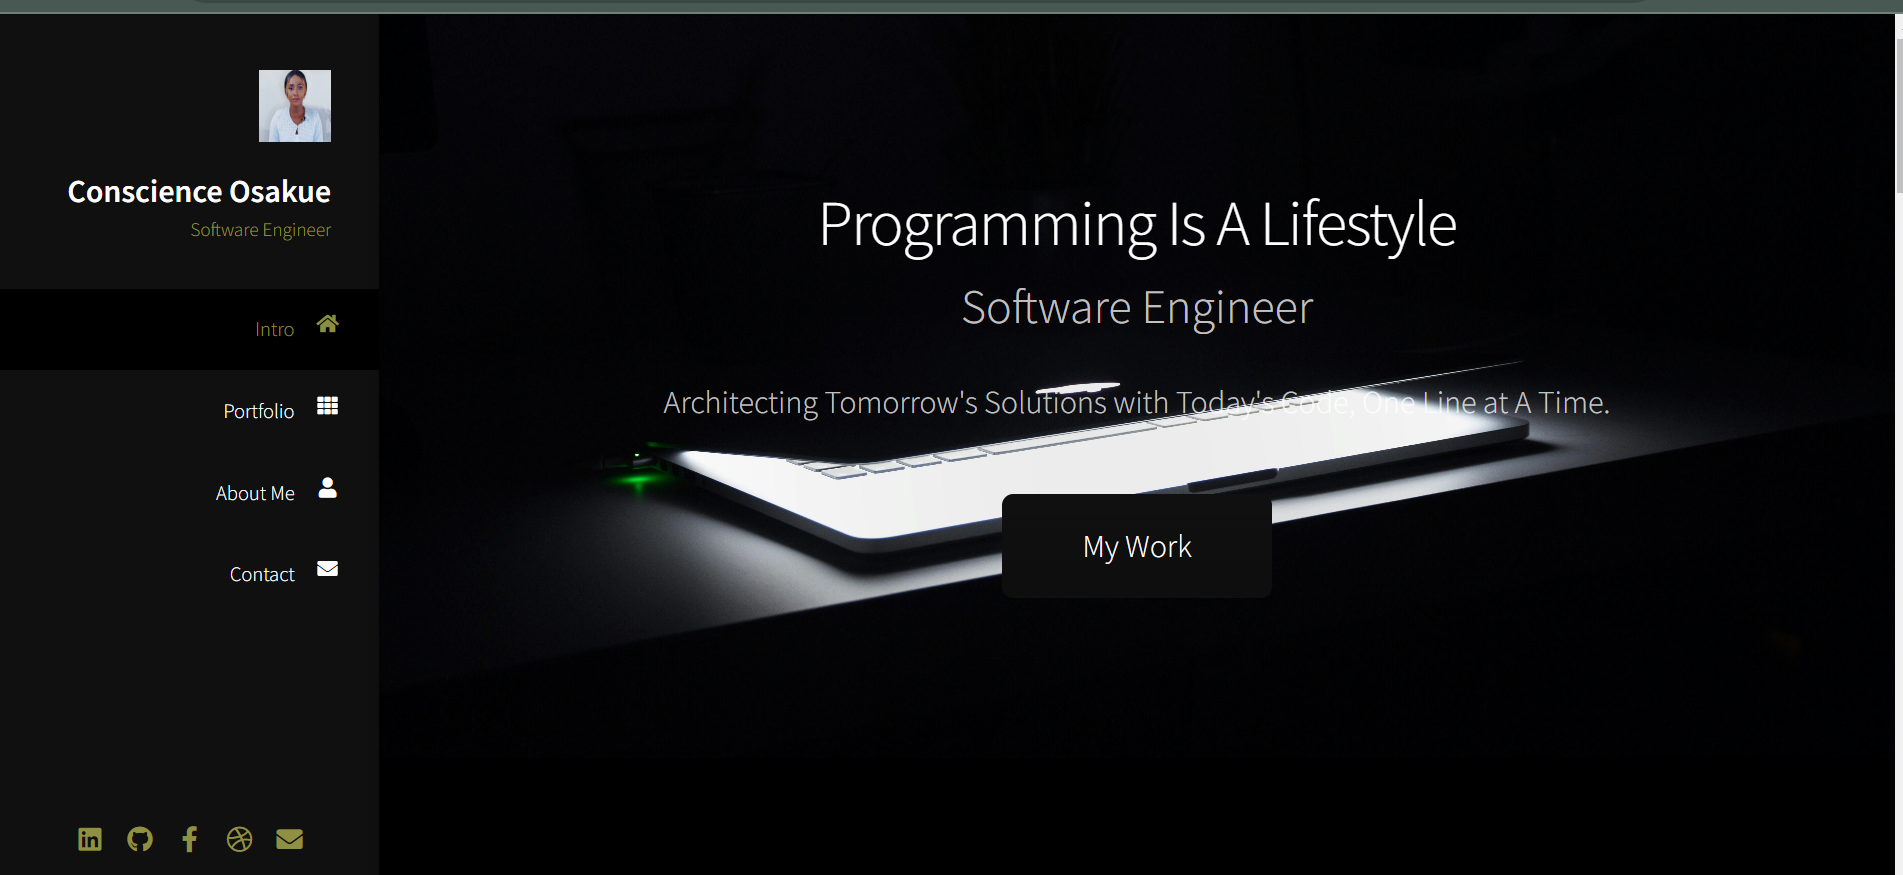 Conscience Osakue
Software Engineer
Intro
Portfolio
About Me
Contact
Programming Is A Lifestyle
Software Engineer
Architecting Tomorrow's Solutions with Today's Code, One Line at A Time.
My Work